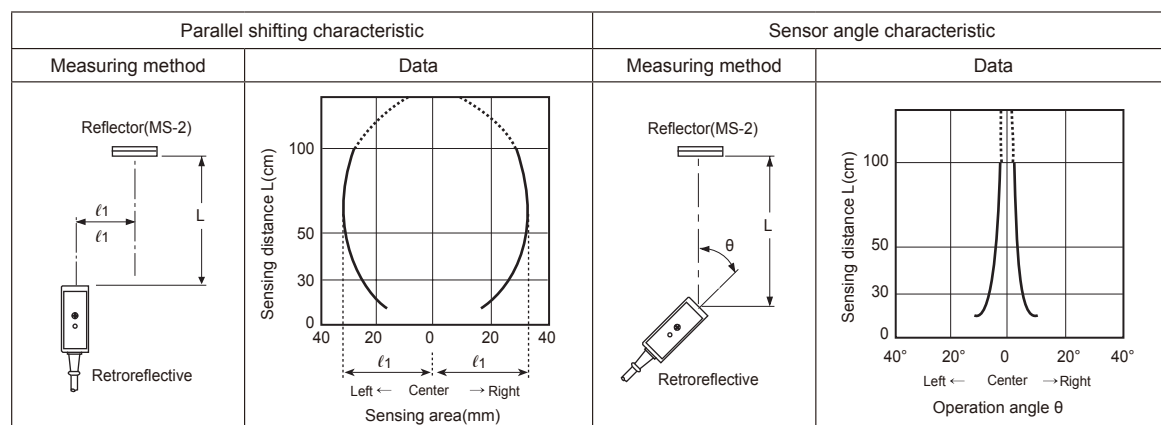 Parallel shifting characteristic
Sensor angle characteristic
Measuring method
Data
Measuring method
Data
Reflector(MS-2)
ℓ1
ℓ1
L
Retroreflective
Sensing distance L(cm)
100
50
30
0
40 20 0 20 40
ℓ1 ℓ1
Left ← Center → Right
Sensing area(mm)
Reflector(MS-2)
L
θ
Retroreflective
Sensing distance L(cm)
100
50
30
0
40° 20° 0 20° 40°
Left ← Center →Right
Operation angle θ